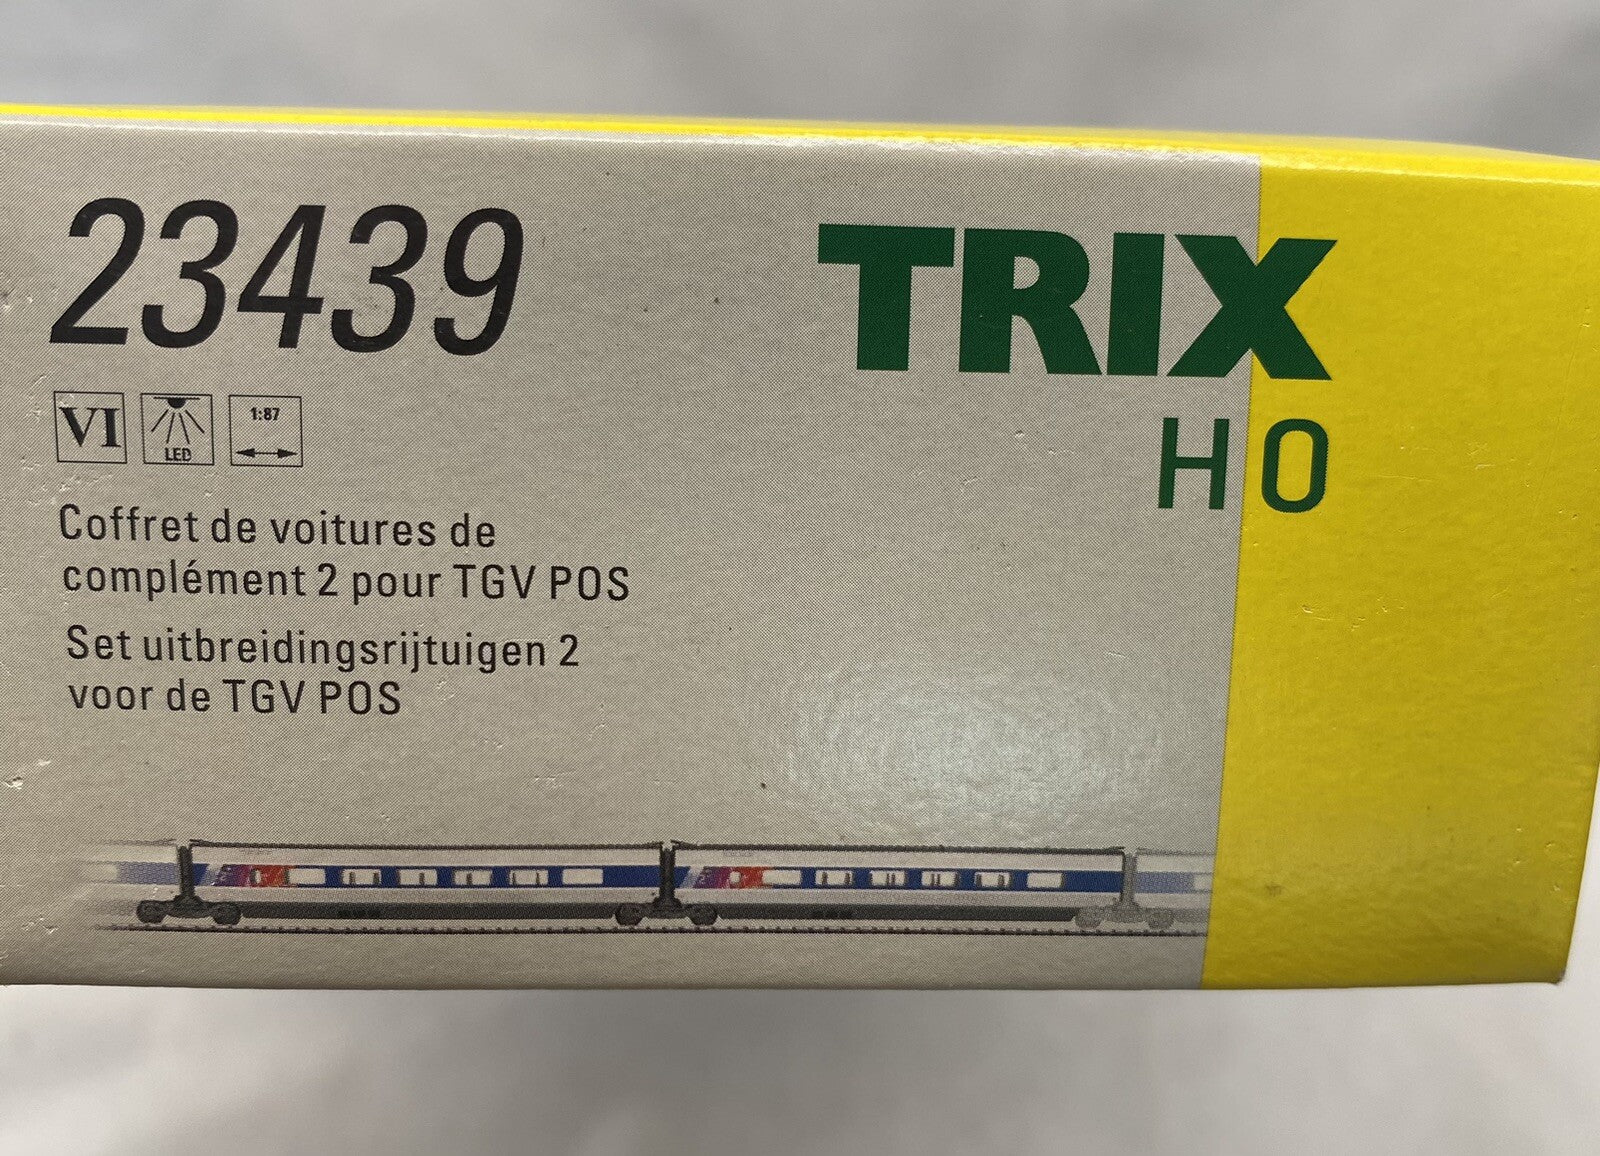 23439
TRIX
HO
VI
LED
1:87
Coffret de voitures de
complément 2 pour TGV POS
Set uitbreidingsrijtuigen 2
voor de TGV POS